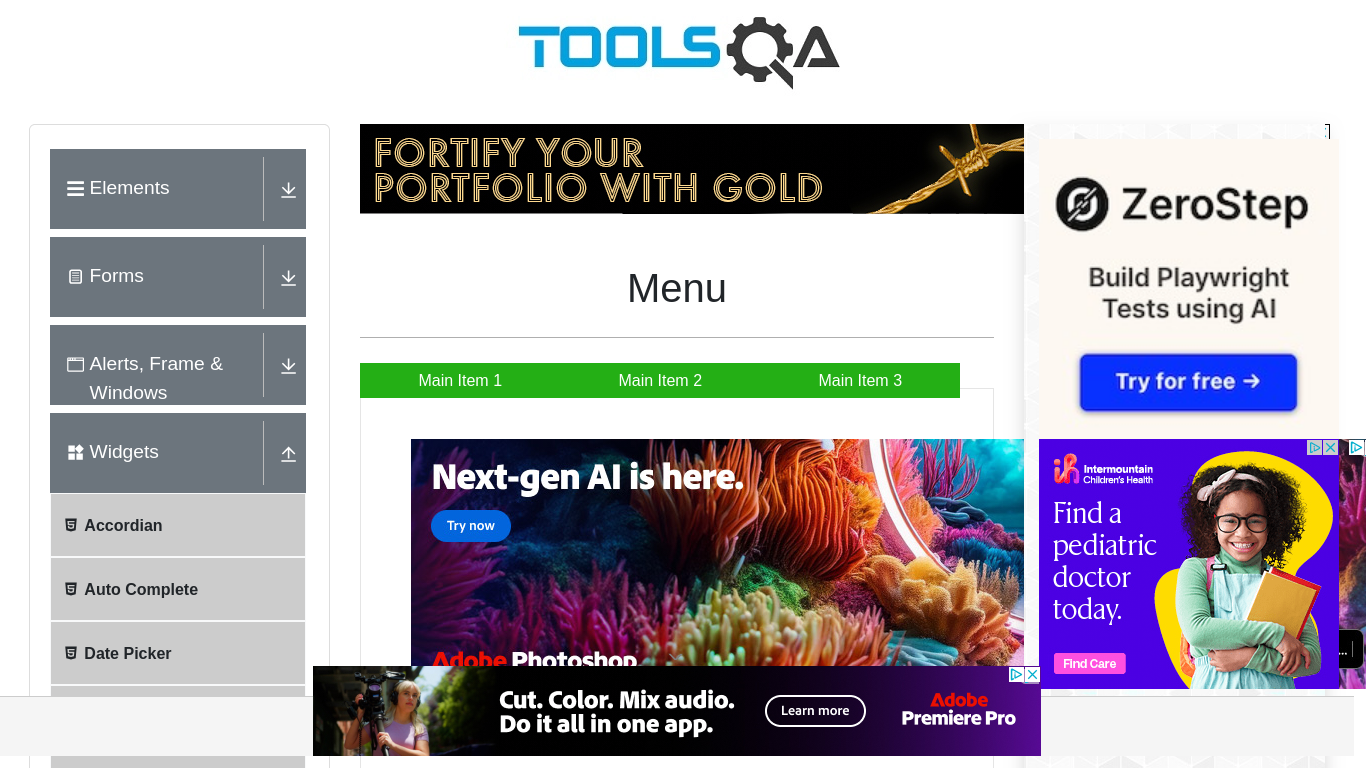 TOOLSQA
Elements
Forms
Alerts, Frame &
Windows
Widgets
Accordian
Auto Complete
Date Picker
FORTIFY YOUR
PORTFOLIO WITH GOLD
Menu
Main Item 1
Main Item 2
Main Item 3
Next-gen AI is here.
Try now
Adobe Photoshop
Cut. Color. Mix audio.
Do it all in one app.
Learn more
Adobe
Premiere Pro
ZeroStep
Build Playwright
Tests using AI
Try for free →
Intermountain
Children's Health
Find a
pediatric
doctor
today.
Find Care
...